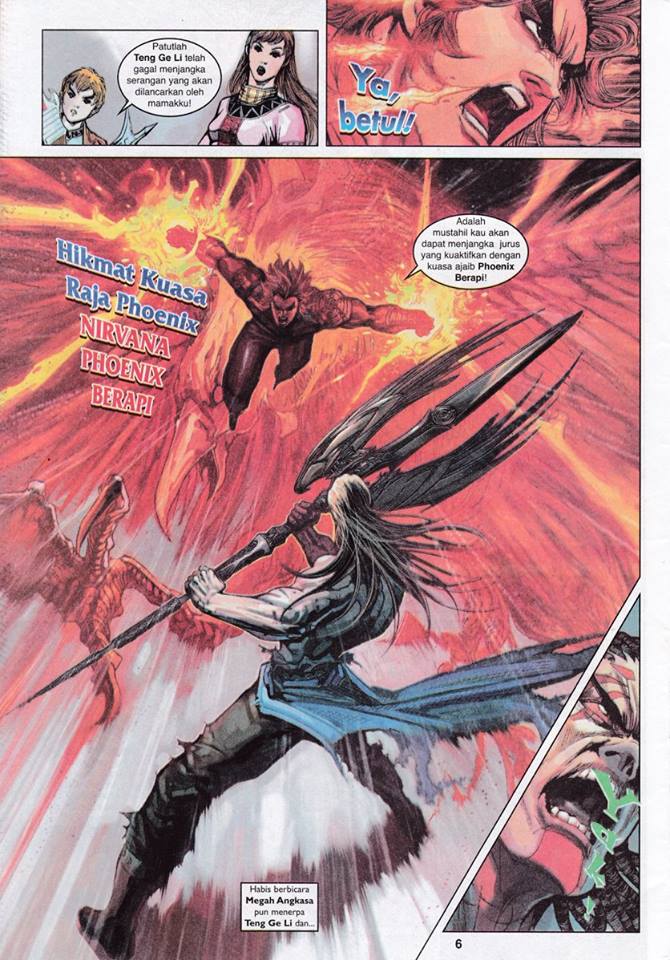 Patutlah
Teng Ge Li telah
gagal menjangka
serangan yang akan
dilancarkan oleh
mamakku!
Ya,
betul!
Adalah
mustahil kau akan
dapat menjangka jurus
yang kuaktifkan dengan
kuasa ajaib Phoenix
Berapi!
Hikmat Kuasa
Raja Phoenix
NIRVANA
PHOENIX
BERAPI
Habis berbicara
Megah Angkasa
pun menerpa
Teng Ge Li dan...
6